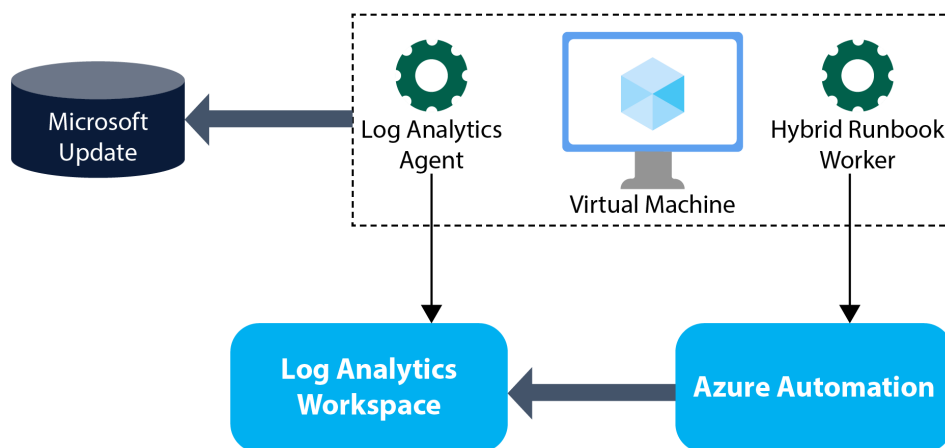 Microsoft
Update
Log Analytics
Agent
Virtual Machine
Hybrid Runbook
Worker
Log Analytics
Workspace
Azure Automation